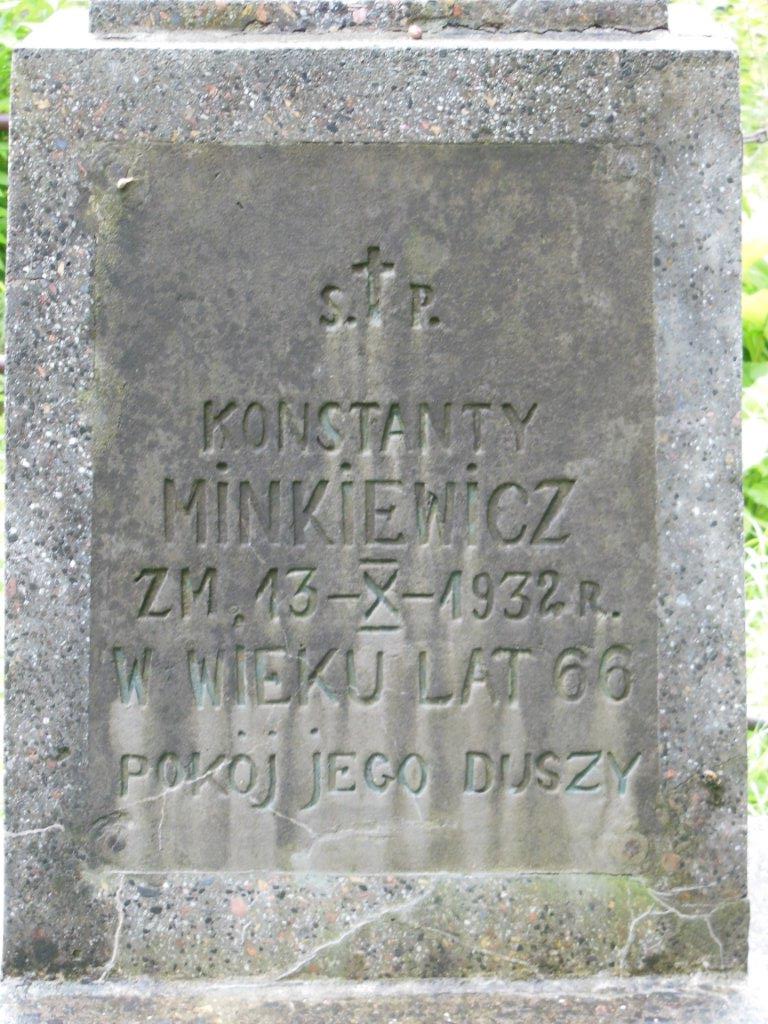 S. † P.
KONSTANTY
MINKIEWICZ
ZM. 13-X-1932 R.
W WIEKU LAT 66
POKÓJ JEGO DUSZY